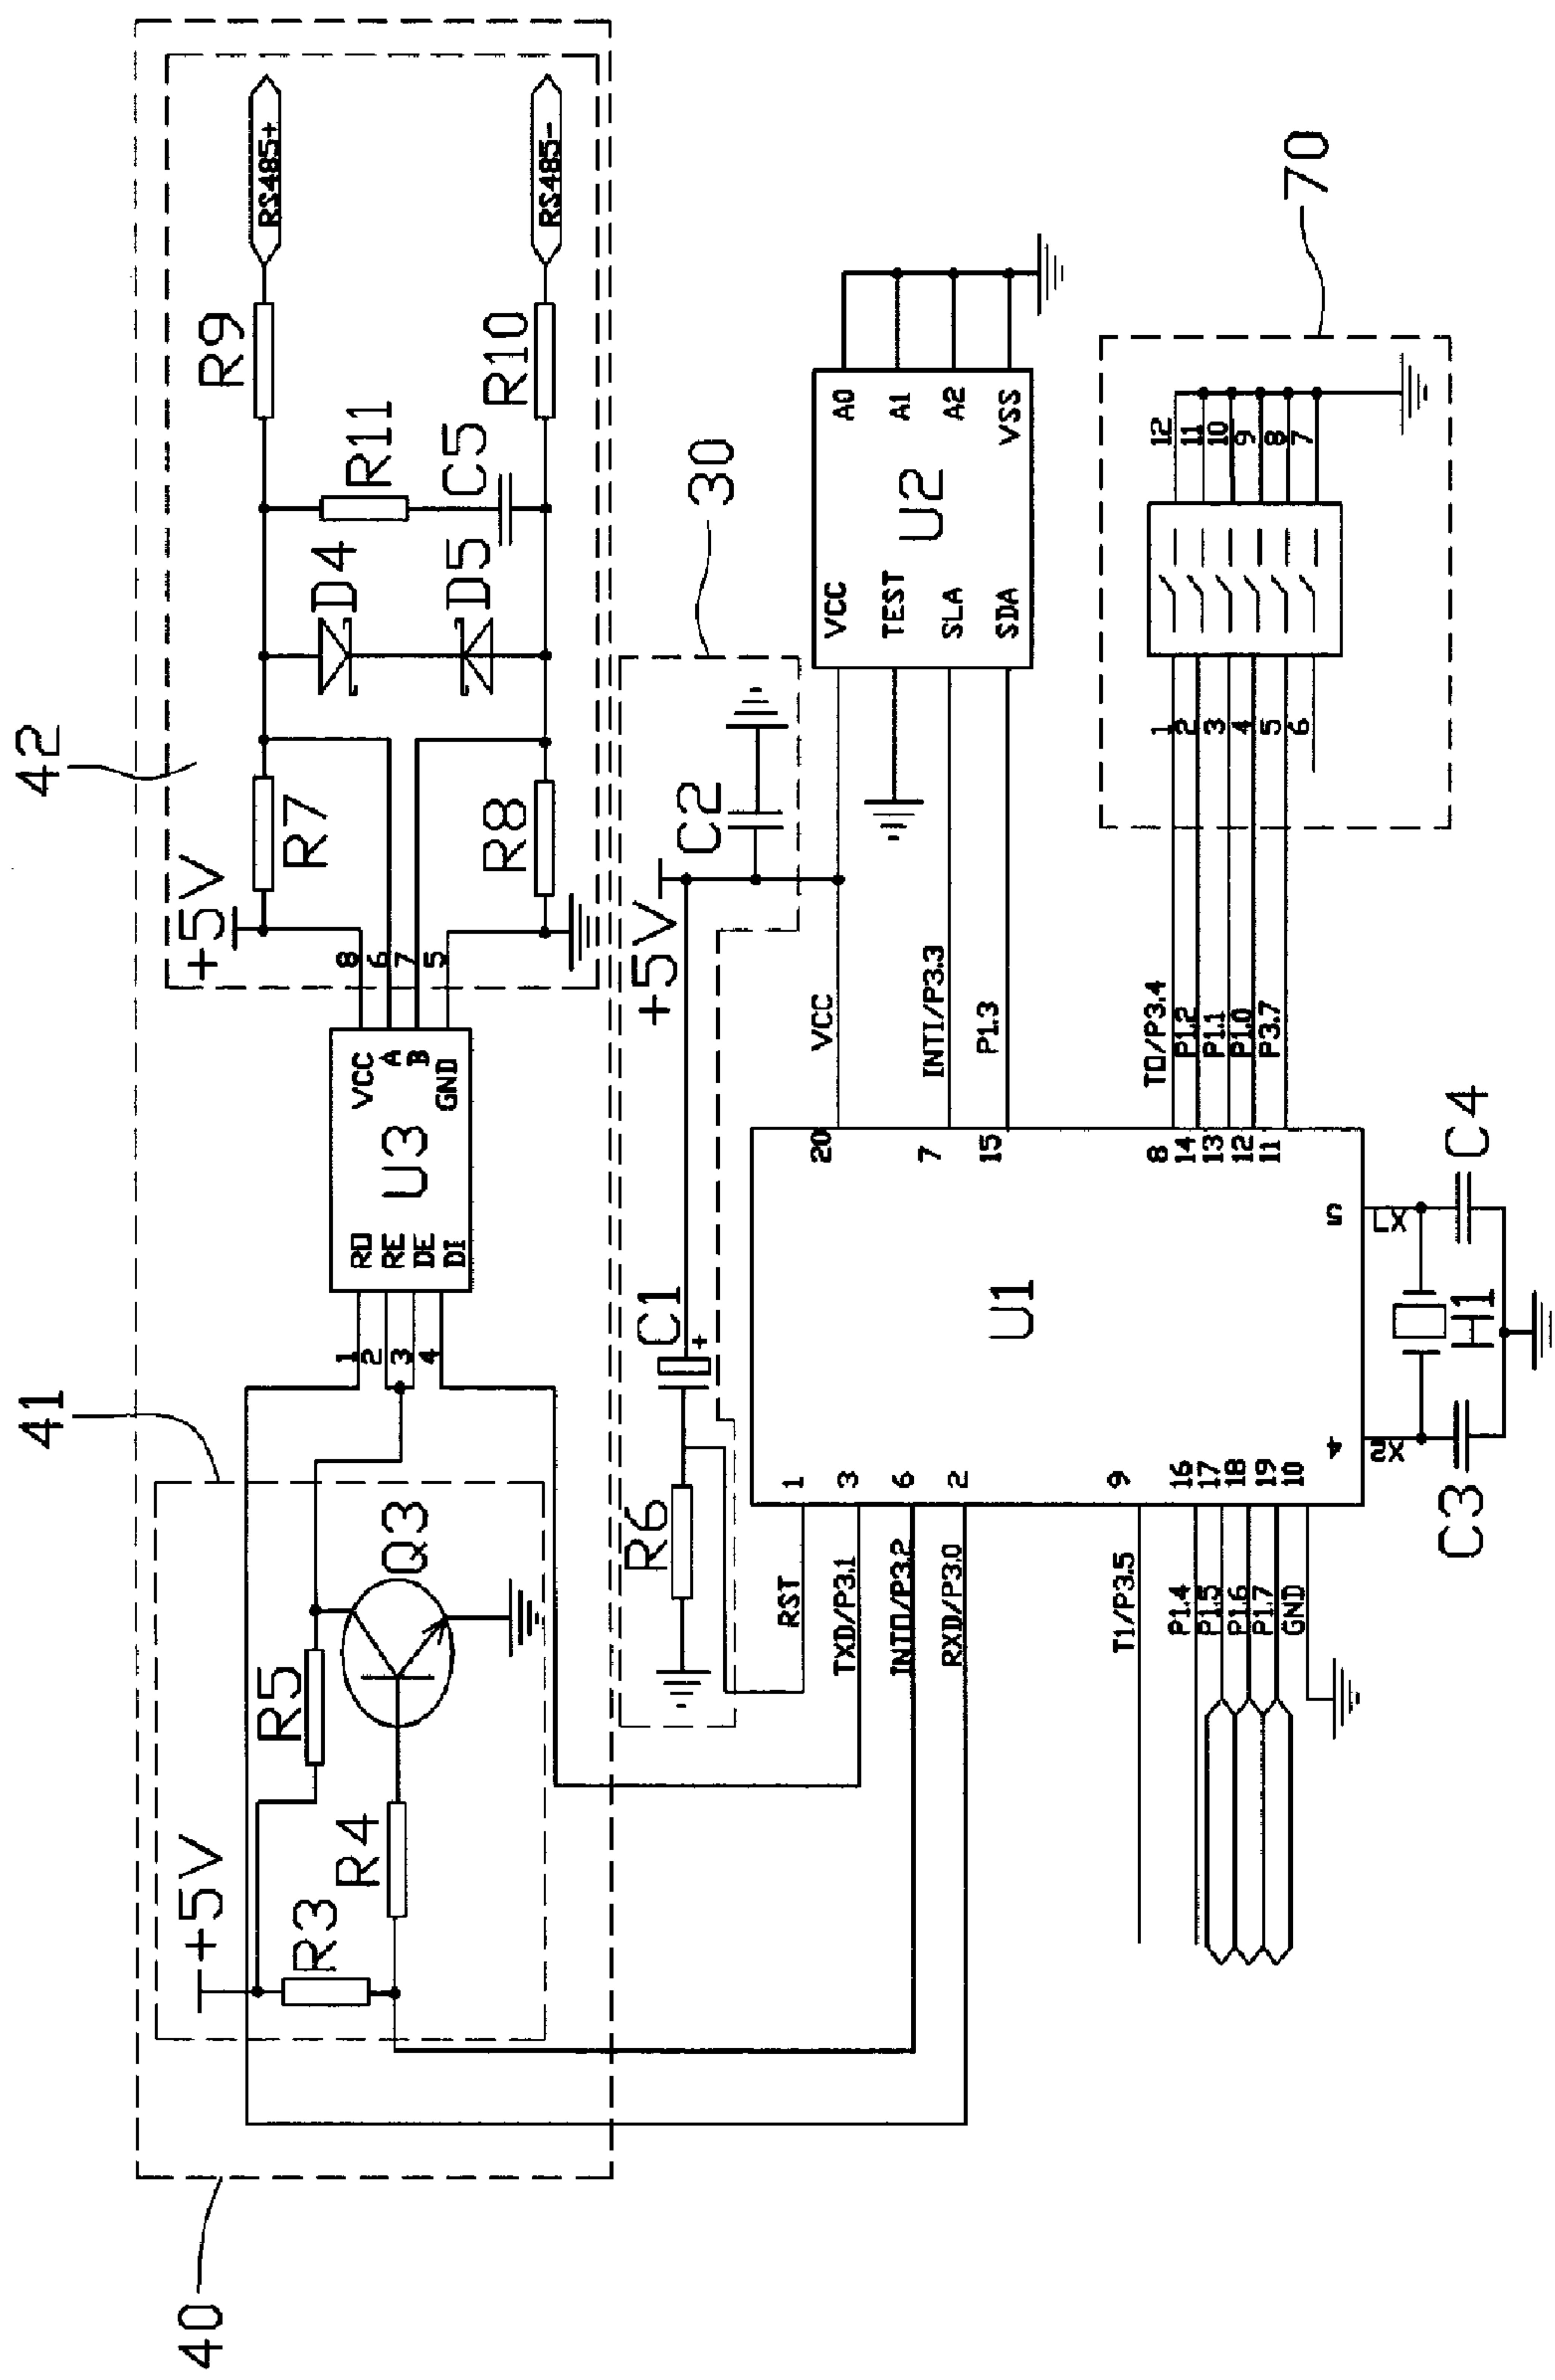 40
41
42
+5V
R3
R4
R5
Q3
1
2
3
4
RO
RE
DE
DI
U3
VCC
A
B
GND
8
6
7
5
+5V
R7
R8
D4
D5
R11
C5
R9
R10
RS485+
RS485-
30
R6
C1
+
+5V
C2
RST
TXD/P3.1
INT0/P3.2
RXD/P3.0
T1/P3.5
P1.4
P1.5
P1.6
P1.7
GND
1
3
6
2
9
16
17
18
19
10
U1
20
7
15
8
14
13
12
11
VCC
INT1/P3.3
P1.3
T0/P3.4
P1.2
P1.1
P1.0
P3.7
4
5
X2
X1
C3
H1
C4
VCC
TEST
SLA
SDA
U2
A0
A1
A2
VSS
70
1
2
3
4
5
6
12
11
10
9
8
7